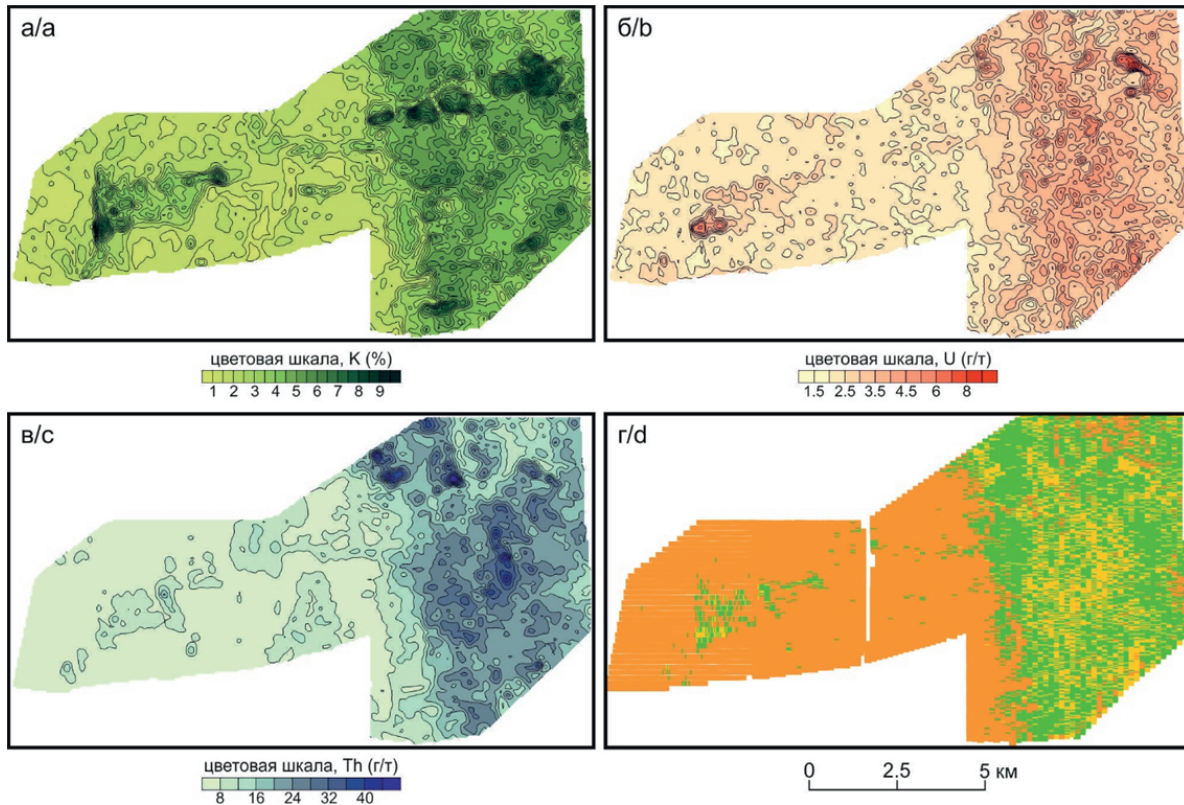 а/a
б/b
цветовая шкала, K (%)
1 2 3 4 5 6 7 8 9
цветовая шкала, U (г/т)
1.5 2.5 3.5 4.5 6 8
в/c
г/d
цветовая шкала, Th (г/т)
8 16 24 32 40
0 2.5 5 км